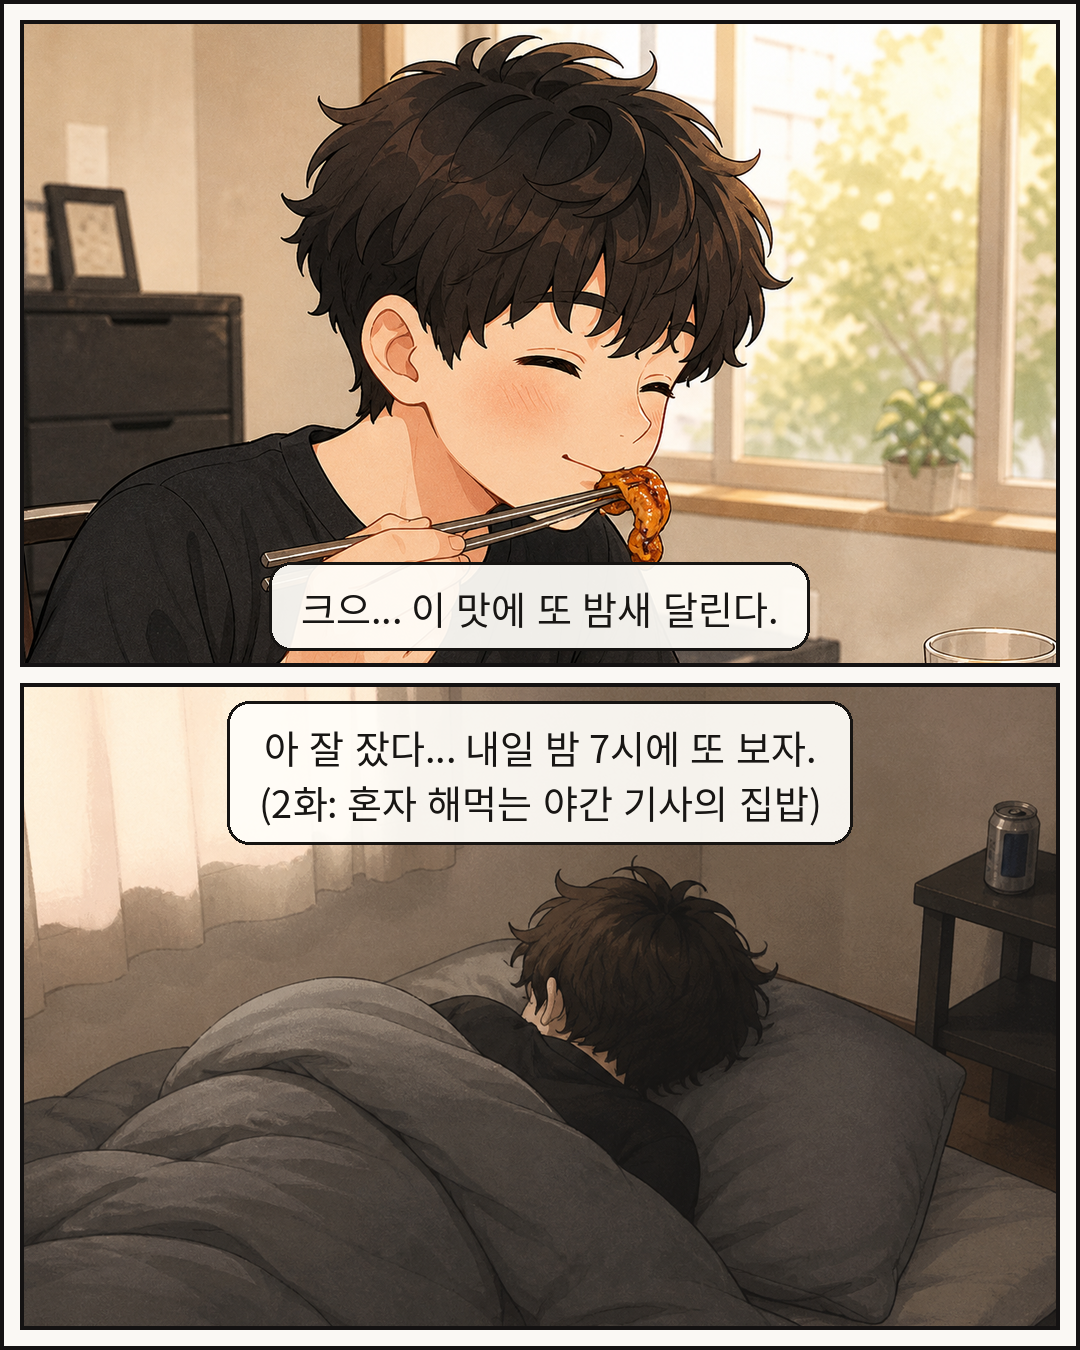 크으... 이 맛에 또 밤새 달린다.
아 잘 잤다... 내일 밤 7시에 또 보자.
(2화: 혼자 해먹는 야간 기사의 집밥)